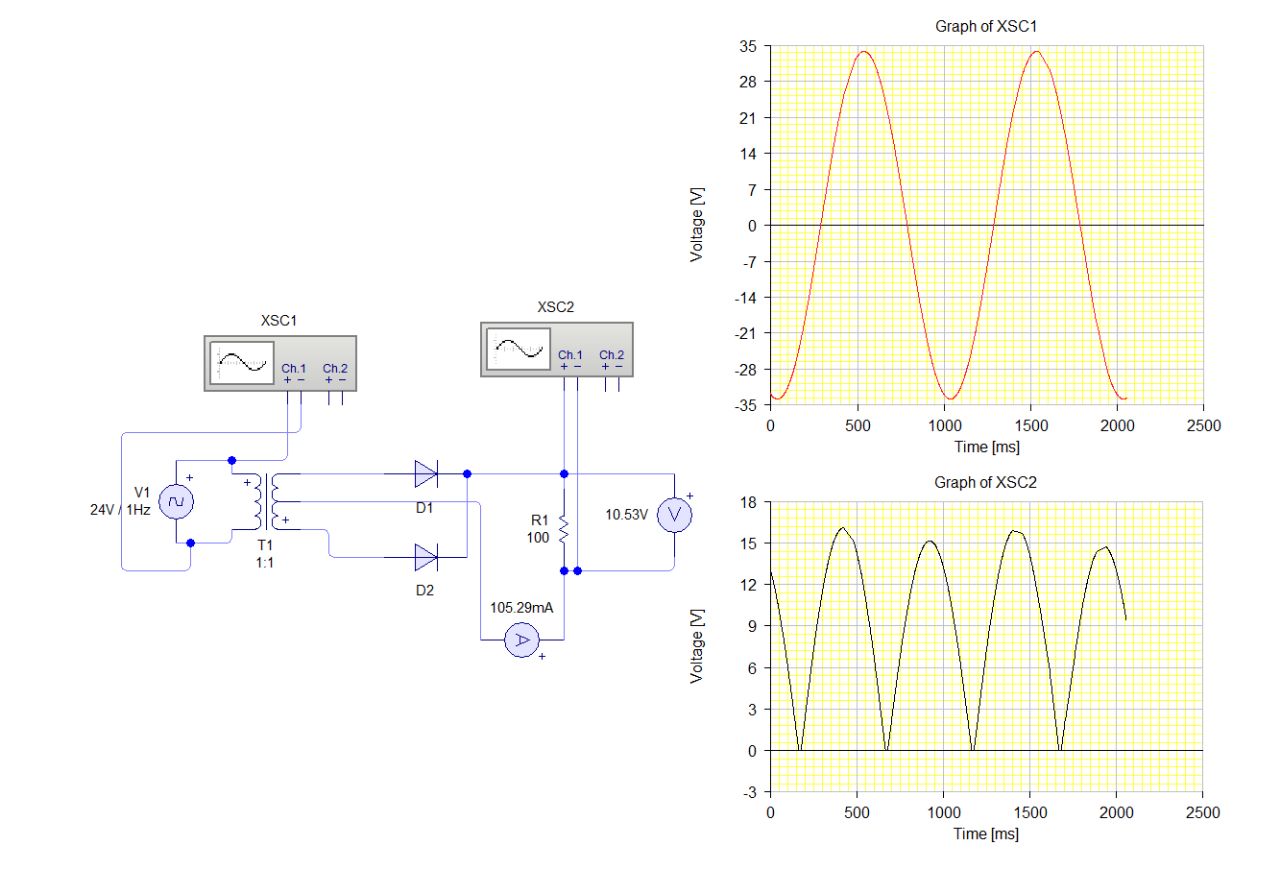 Graph of XSC1
35
28
21
14
7
0
-7
-14
-21
-28
-35
Voltage [V]
0 500 1000 1500 2000 2500
Time [ms]
XSC1
Ch.1 Ch.2
+ − + −
XSC2
Ch.1 Ch.2
+ − + −
V1
24V / 1Hz
+
+
+
T1
1:1
D1
D2
R1
100
10.53V
V
+
105.29mA
A
+
Graph of XSC2
18
15
12
9
6
3
0
-3
Voltage [V]
0 500 1000 1500 2000 2500
Time [ms]